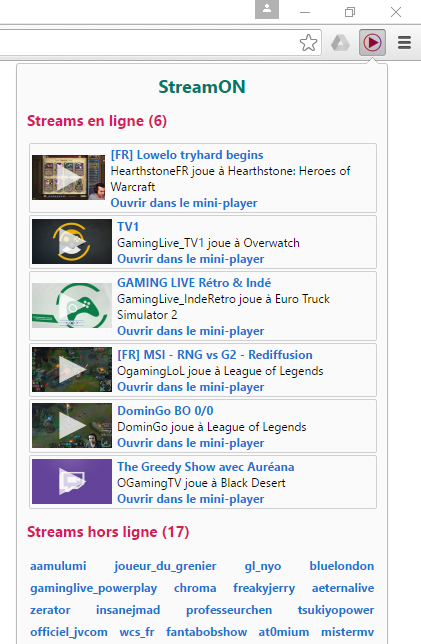 StreamON
Streams en ligne (6)
[FR] Lowelo tryhard begins
HearthstoneFR joue à Hearthstone: Heroes of
Warcraft
Ouvrir dans le mini-player
TV1
GamingLive_TV1 joue à Overwatch
Ouvrir dans le mini-player
GAMING LIVE Rétro & Indé
GamingLive_IndeRetro joue à Euro Truck
Simulator 2
Ouvrir dans le mini-player
[FR] MSI - RNG vs G2 - Rediffusion
OgamingLoL joue à League of Legends
Ouvrir dans le mini-player
DominGo BO 0/0
DominGo joue à League of Legends
Ouvrir dans le mini-player
The Greedy Show avec Auréana
OGamingTV joue à Black Desert
Ouvrir dans le mini-player
Streams hors ligne (17)
aamulumi joueur_du_grenier gl_nyo bluelondon
gaminglive_powerplay chroma freakyjerry aeternalive
zerator insanejmad professeurchen tsukiyopower
officiel_jvcom wcs_fr fantabobshow at0mium mistermv